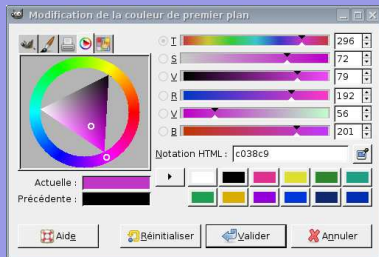 Modification de la couleur de premier plan
T 296
S 72
V 79
R 192
V 56
B 201
Notation HTML : c038c9
Actuelle :
Précédente :
Aide Réinitialiser Valider Annuler